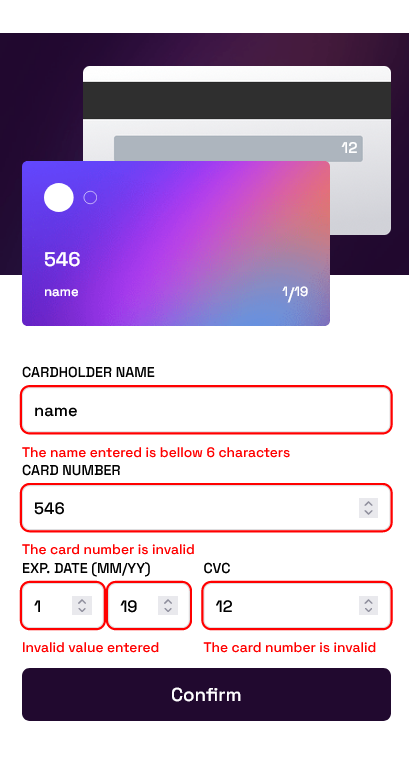 12
546
name 1/19
CARDHOLDER NAME
name
The name entered is bellow 6 characters
CARD NUMBER
546
The card number is invalid
EXP. DATE (MM/YY) CVC
1 19 12
Invalid value entered The card number is invalid
Confirm